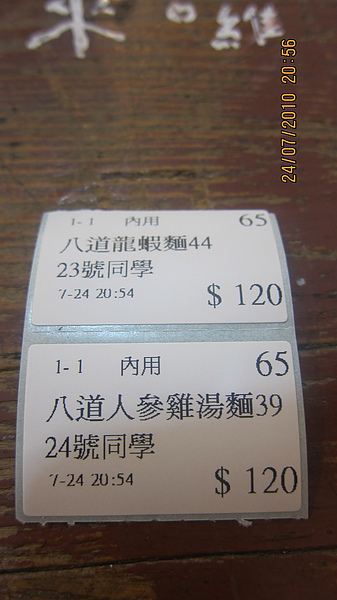 米。維
24/07/2010 20:56
1-1 內用 65
八道龍蝦麵44
23號同學
7-24 20:54 $ 120
1-1 內用 65
八道人參雞湯麵39
24號同學
7-24 20:54 $ 120